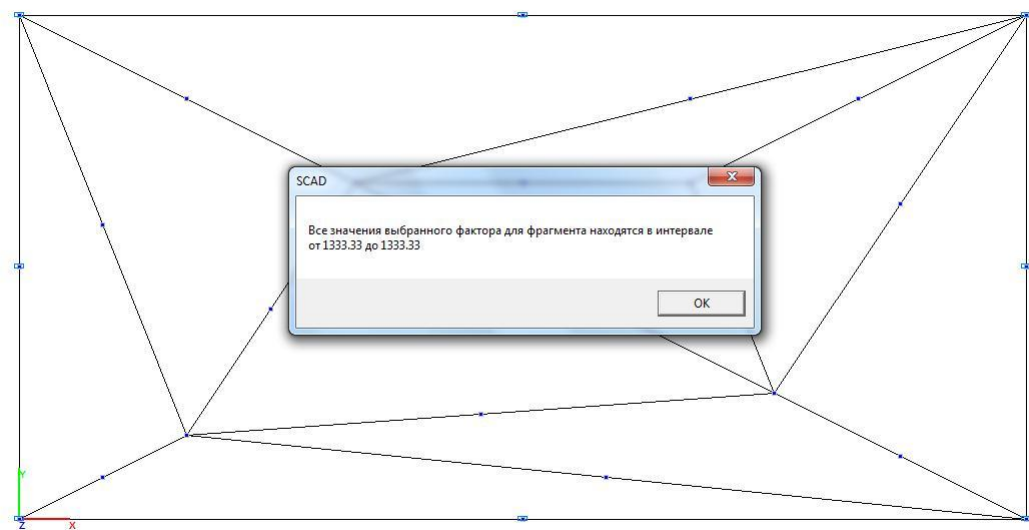 SCAD
Все значения выбранного фактора для фрагмента находятся в интервале
от 1333.33 до 1333.33
OK
Y
Z X